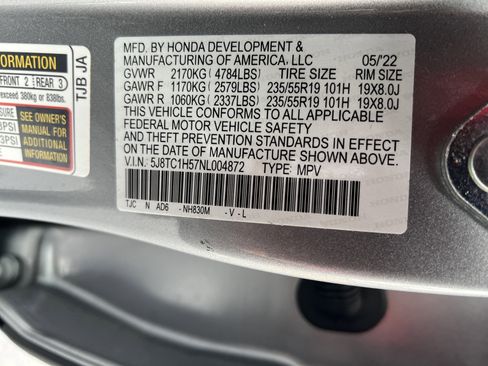 ORMATION
FRONT 2 REAR 3
exceed 380kg or 838lbs.
PSI
PSI
SEE OWNER'S
MANUAL FOR
ADDITIONAL
INFORMATION
TJB JA
MFD. BY HONDA DEVELOPMENT &
MANUFACTURING OF AMERICA, LLC 05/'22
GVWR 2170KG (4784LBS) TIRE SIZE RIM SIZE
GAWR F 1170KG (2579LBS) 235/55R19 101H 19X8.0J
GAWR R 1060KG (2337LBS) 235/55R19 101H 19X8.0J
THIS VEHICLE CONFORMS TO ALL APPLICABLE
FEDERAL MOTOR VEHICLE SAFETY
AND THEFT PREVENTION STANDARDS IN EFFECT
ON THE DATE OF MANUFACTURE SHOWN ABOVE.
V.I.N.: 5J8TC1H57NL004872 TYPE: MPV
TJC N AD6 -NH830M -V-L